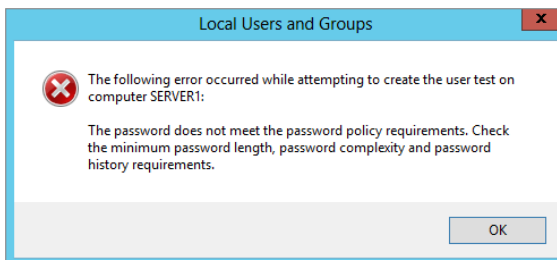 Local Users and Groups
x
The following error occurred while attempting to create the user test on
computer SERVER1:
The password does not meet the password policy requirements. Check
the minimum password length, password complexity and password
history requirements.
OK